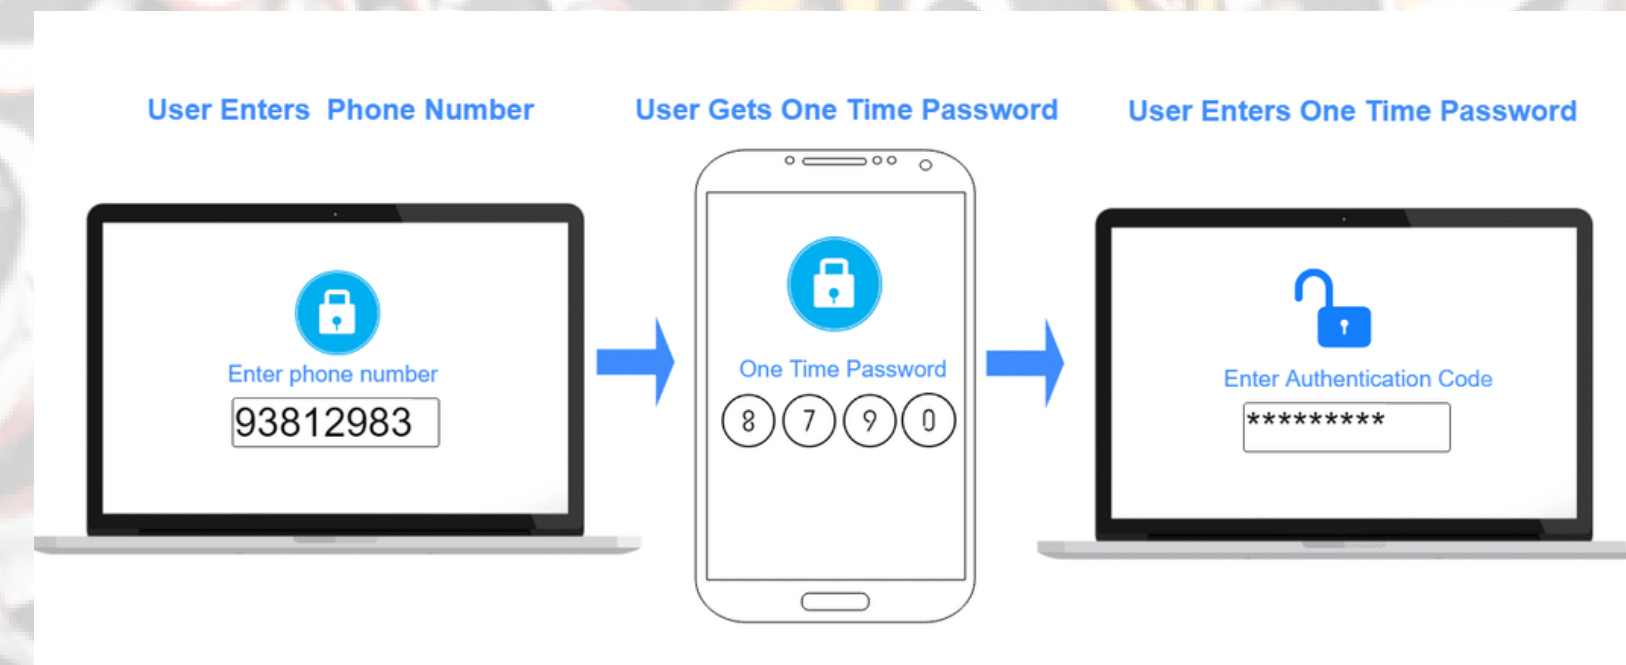 User Enters Phone Number
Enter phone number
93812983
User Gets One Time Password
One Time Password
8 7 9 0
User Enters One Time Password
Enter Authentication Code
*********